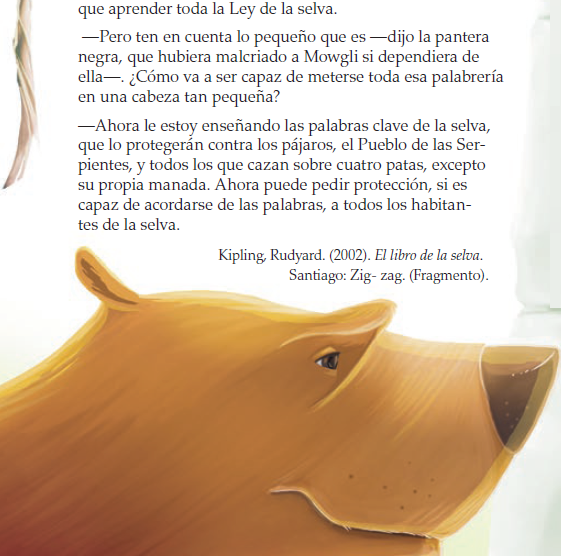 que aprender toda la Ley de la selva.
—Pero ten en cuenta lo pequeño que es —dijo la pantera
negra, que hubiera malcriado a Mowgli si dependiera de
ella—. ¿Cómo va a ser capaz de meterse toda esa palabrería
en una cabeza tan pequeña?
—Ahora le estoy enseñando las palabras clave de la selva,
que lo protegerán contra los pájaros, el Pueblo de las Ser-
pientes, y todos los que cazan sobre cuatro patas, excepto
su propia manada. Ahora puede pedir protección, si es
capaz de acordarse de las palabras, a todos los habitan-
tes de la selva.
Kipling, Rudyard. (2002). El libro de la selva.
Santiago: Zig- zag. (Fragmento).